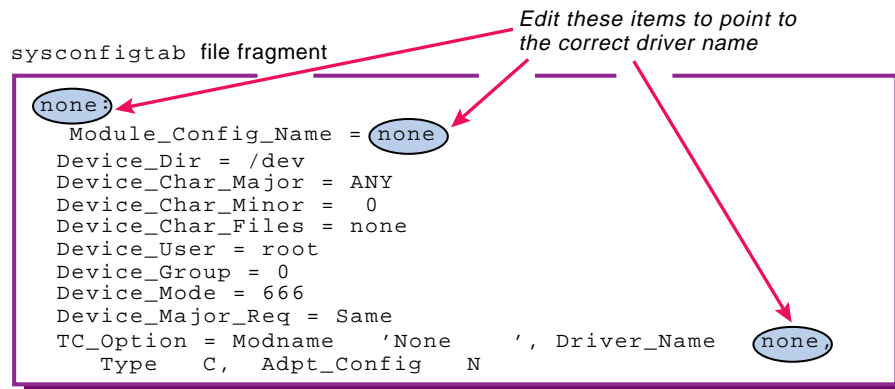 Edit these items to point to
the correct driver name
sysconfigtab file fragment
none:
Module_Config_Name = none
Device_Dir = /dev
Device_Char_Major = ANY
Device_Char_Minor = 0
Device_Char_Files = none
Device_User = root
Device_Group = 0
Device_Mode = 666
Device_Major_Req = Same
TC_Option = Modname 'None ', Driver_Name none,
Type C, Adpt_Config N